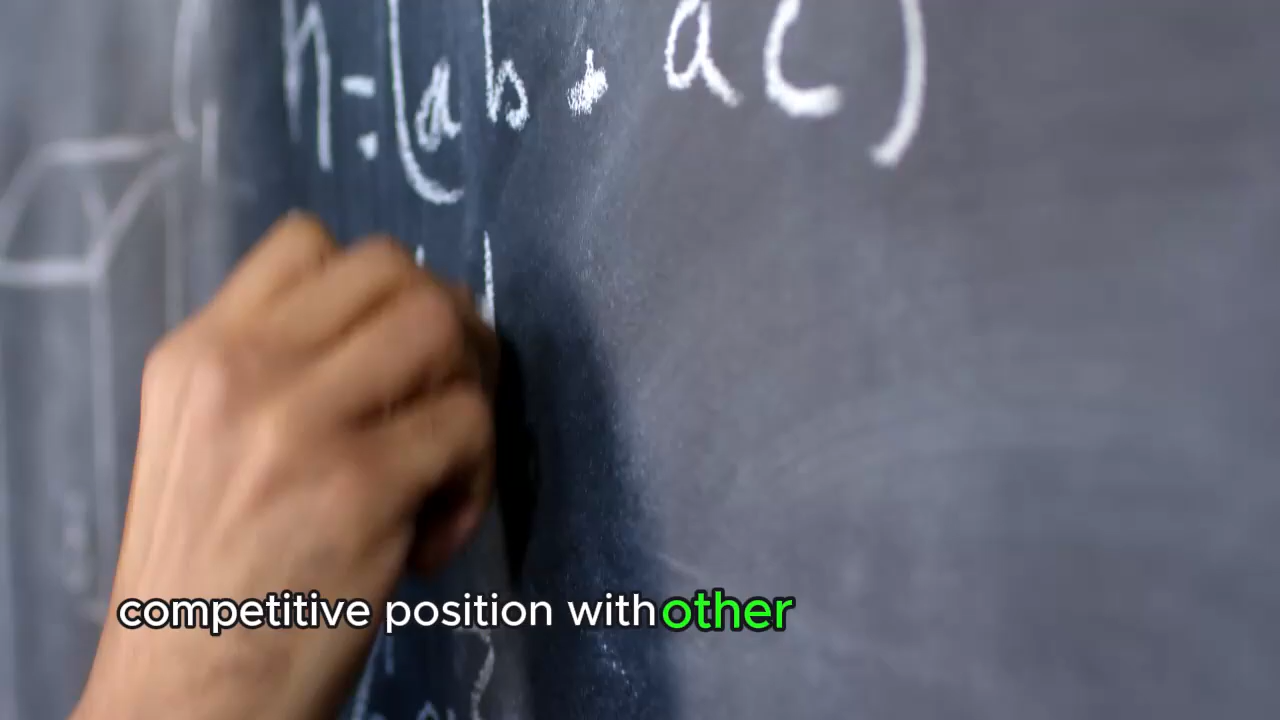 n=(ab. ac)
competitive position with other